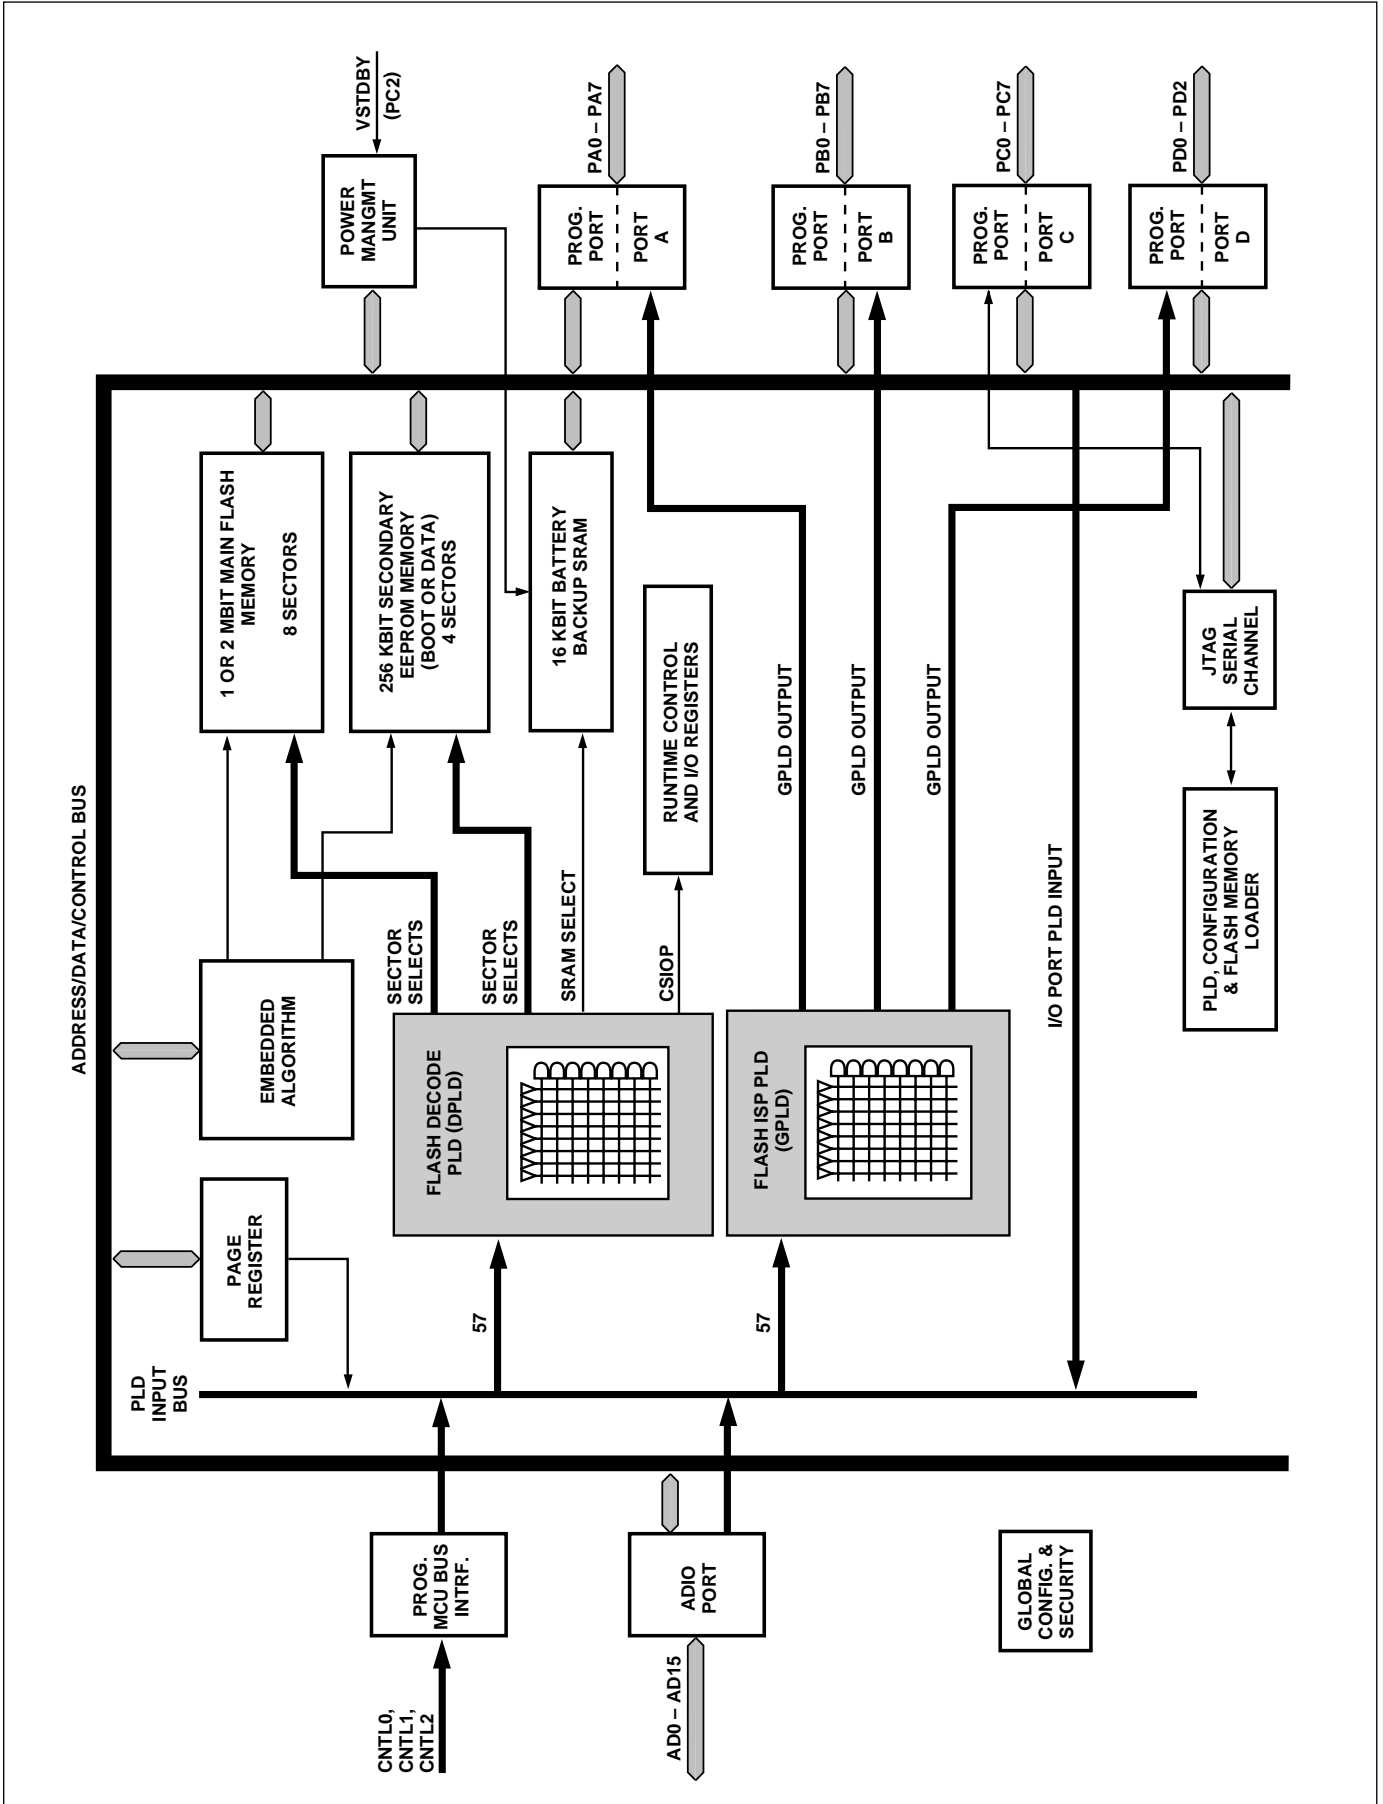 ADDRESS/DATA/CONTROL BUS
CNTL0,
CNTL1,
CNTL2
PROG.
MCU BUS
INTRF.
AD0 – AD15
ADIO
PORT
GLOBAL
CONFIG. &
SECURITY
PLD
INPUT
BUS
PAGE
REGISTER
EMBEDDED
ALGORITHM
57
FLASH DECODE
PLD (DPLD)
57
FLASH ISP PLD
(GPLD)
SECTOR
SELECTS
SECTOR
SELECTS
SRAM SELECT
CSIOP
1 OR 2 MBIT MAIN FLASH
MEMORY
8 SECTORS
256 KBIT SECONDARY
EEPROM MEMORY
(BOOT OR DATA)
4 SECTORS
16 KBIT BATTERY
BACKUP SRAM
RUNTIME CONTROL
AND I/O REGISTERS
GPLD OUTPUT
GPLD OUTPUT
GPLD OUTPUT
I/O PORT PLD INPUT
PLD, CONFIGURATION
& FLASH MEMORY
LOADER
JTAG
SERIAL
CHANNEL
POWER
MANGMT
UNIT
VSTDBY
(PC2)
PROG.
PORT
PORT
A
PA0 – PA7
PROG.
PORT
PORT
B
PB0 – PB7
PROG.
PORT
PORT
C
PC0 – PC7
PROG.
PORT
PORT
D
PD0 – PD2